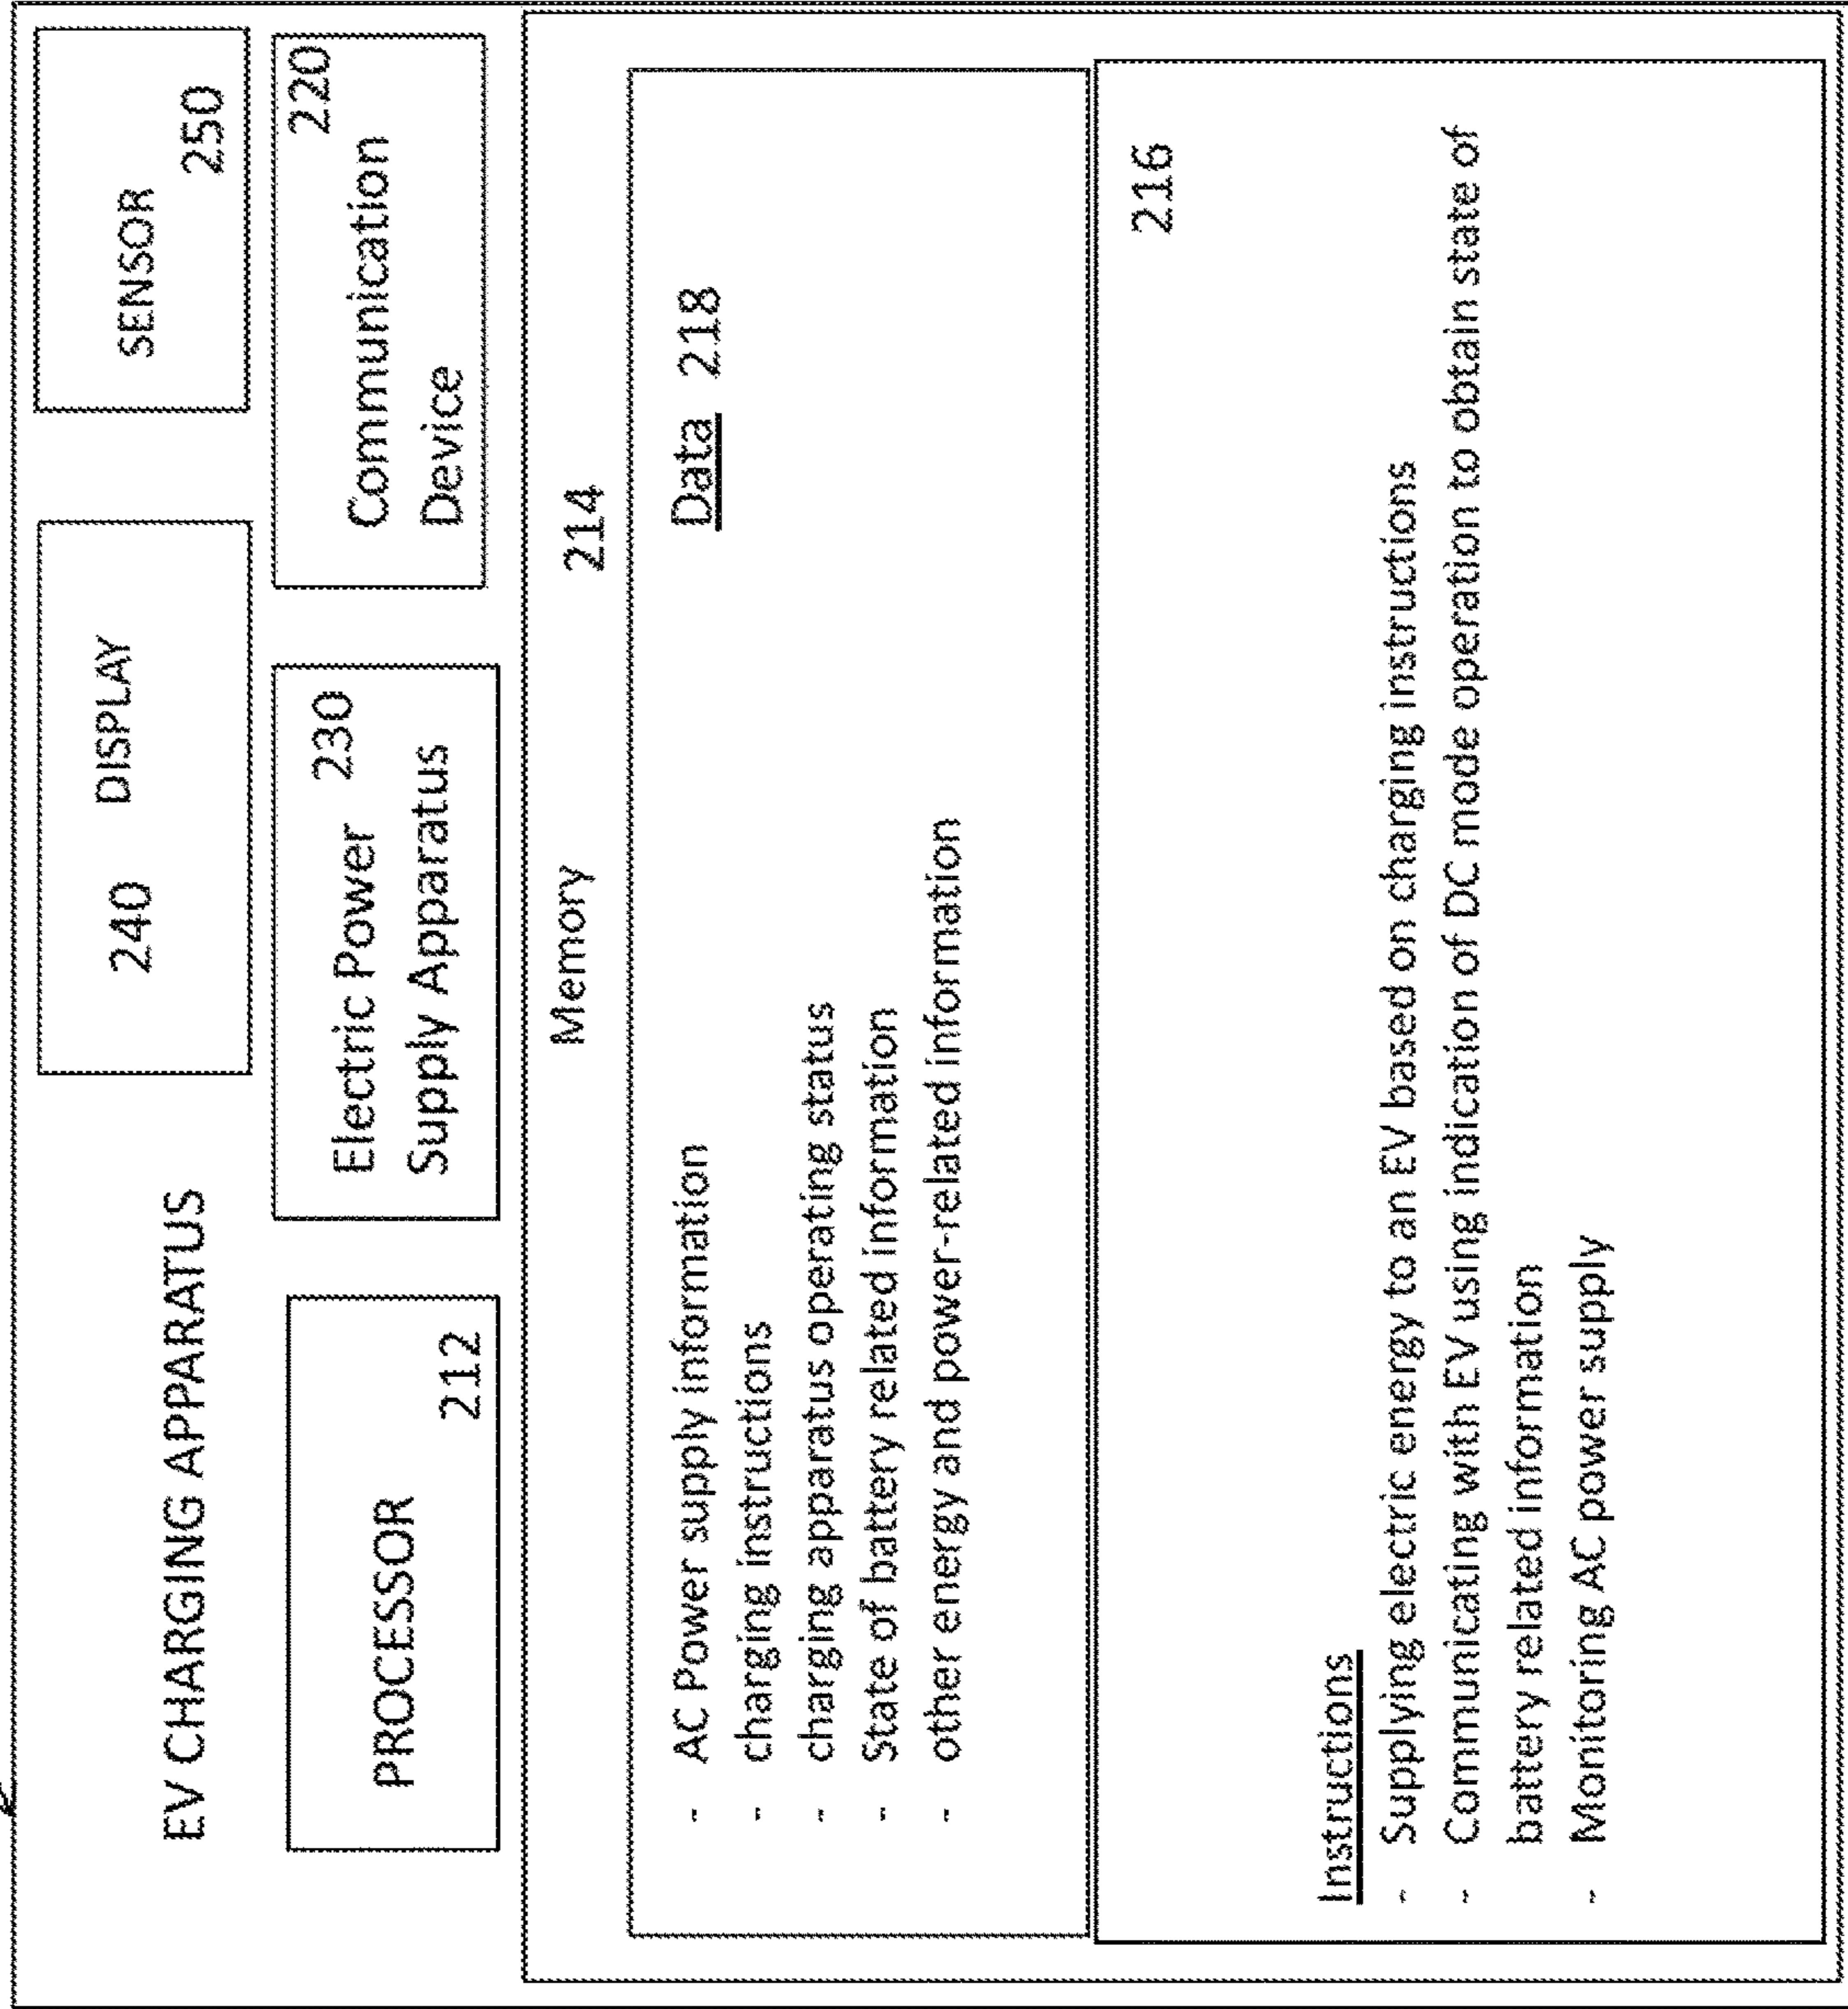 EV CHARGING APPARATUS
240 DISPLAY
SENSOR
250
PROCESSOR
212
Electric Power 230
Supply Apparatus
220
Communication
Device
Memory 214
Data 218
- AC Power supply information
- charging instructions
- charging apparatus operating status
- State of battery related information
- other energy and power-related information
216
Instructions
- Supplying electric energy to an EV based on charging instructions
- Communicating with EV using indication of DC mode operation to obtain state of
battery related information
- Monitoring AC power supply